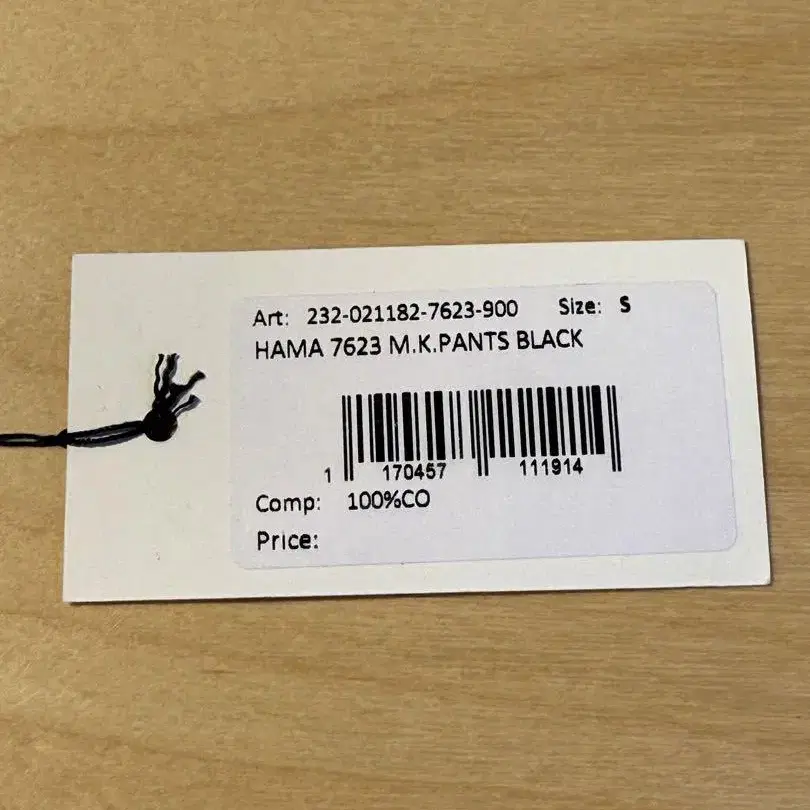 Art: 232-021182-7623-900 Size: S
HAMA 7623 M.K.PANTS BLACK
1 170457 111914
Comp: 100%CO
Price: